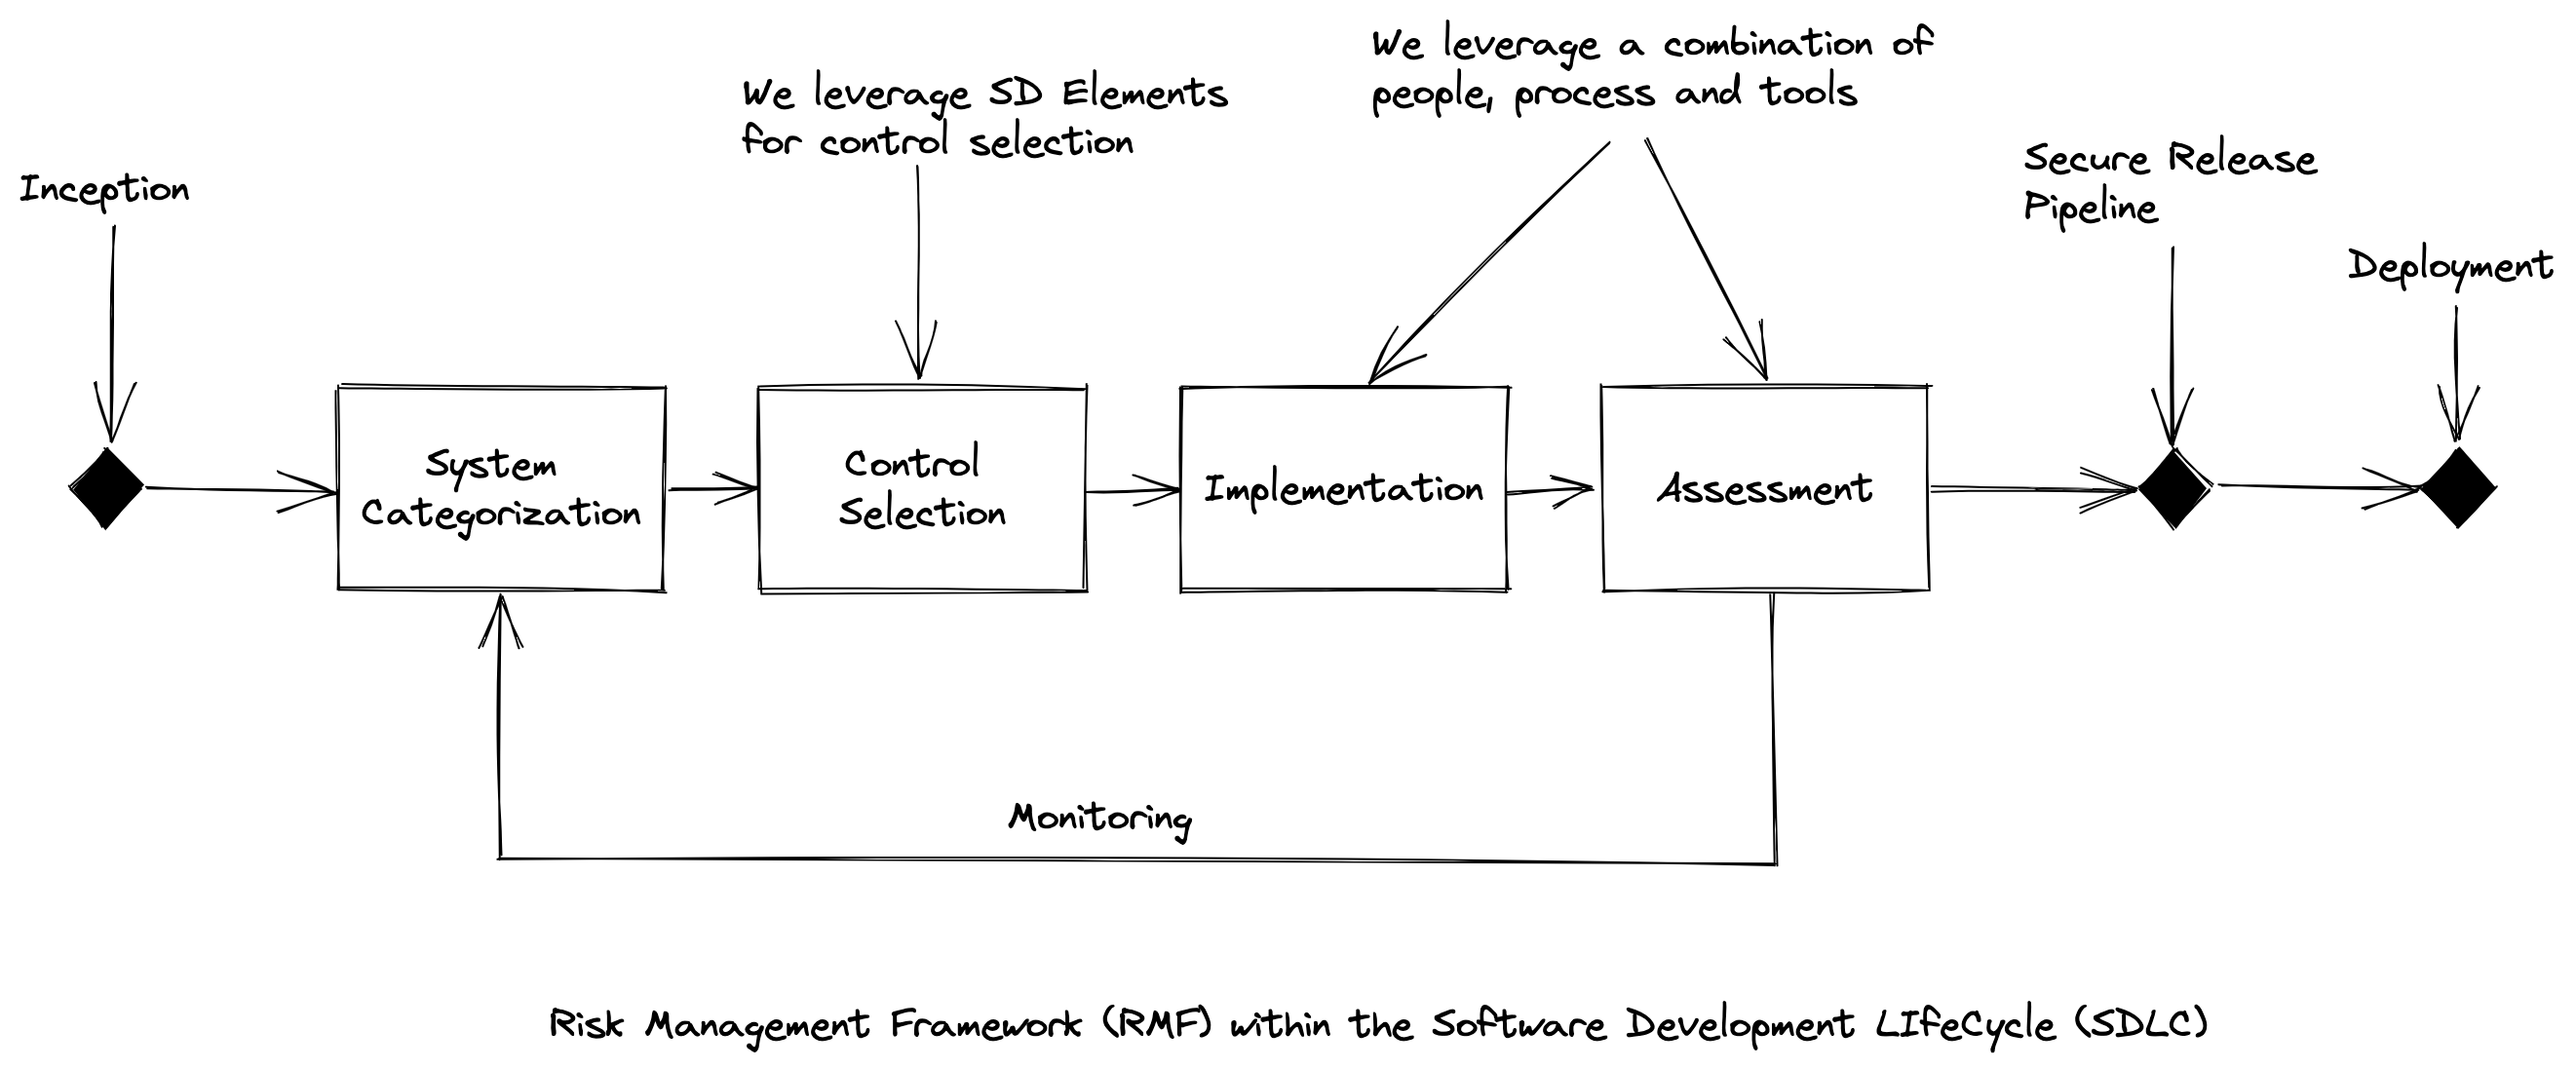 We leverage a combination of
people, process and tools
We leverage SD Elements
for control selection
Secure Release
Pipeline
Inception
Deployment
System
Categorization
Control
Selection
Implementation
Assessment
Monitoring
Risk Management Framework (RMF) within the Software Development LIfeCycle (SDLC)